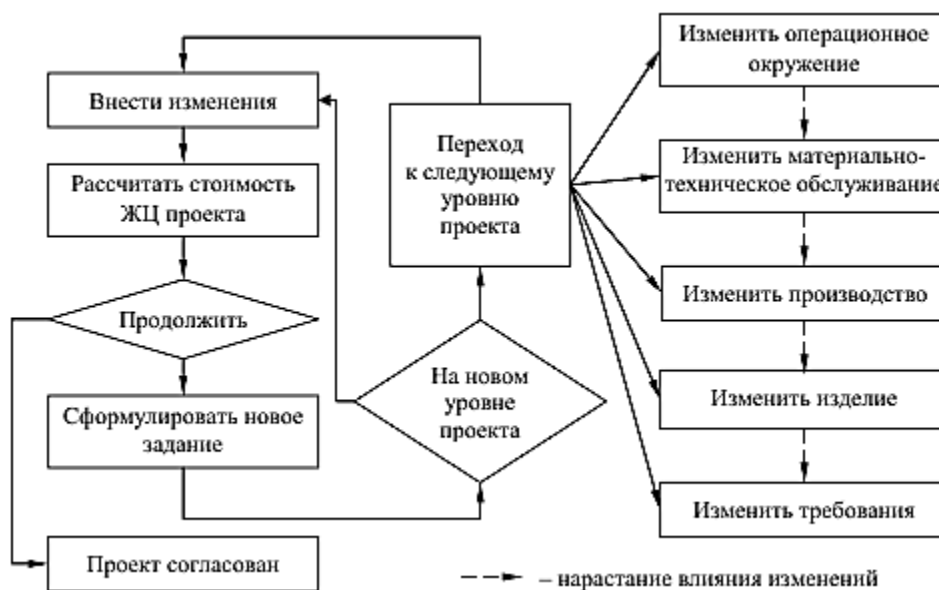 Внести изменения
Рассчитать стоимость
ЖЦ проекта
Продолжить
Сформулировать новое
задание
Проект согласован
Переход
к следующему
уровню
проекта
На новом
уровне
проекта
Изменить операционное
окружение
Изменить материально-
техническое обслуживание
Изменить производство
Изменить изделие
Изменить требования
– нарастание влияния изменений